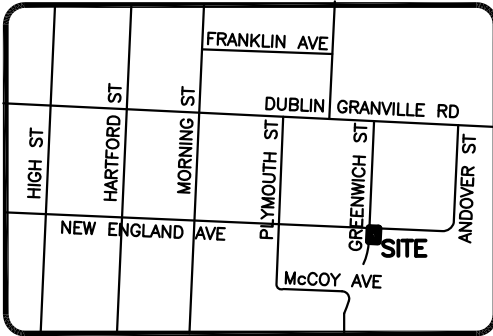 FRANKLIN AVE
DUBLIN GRANVILLE RD
HIGH ST
HARTFORD ST
MORNING ST
PLYMOUTH ST
GREENWICH ST
ANDOVER ST
NEW ENGLAND AVE
SITE
McCOY AVE